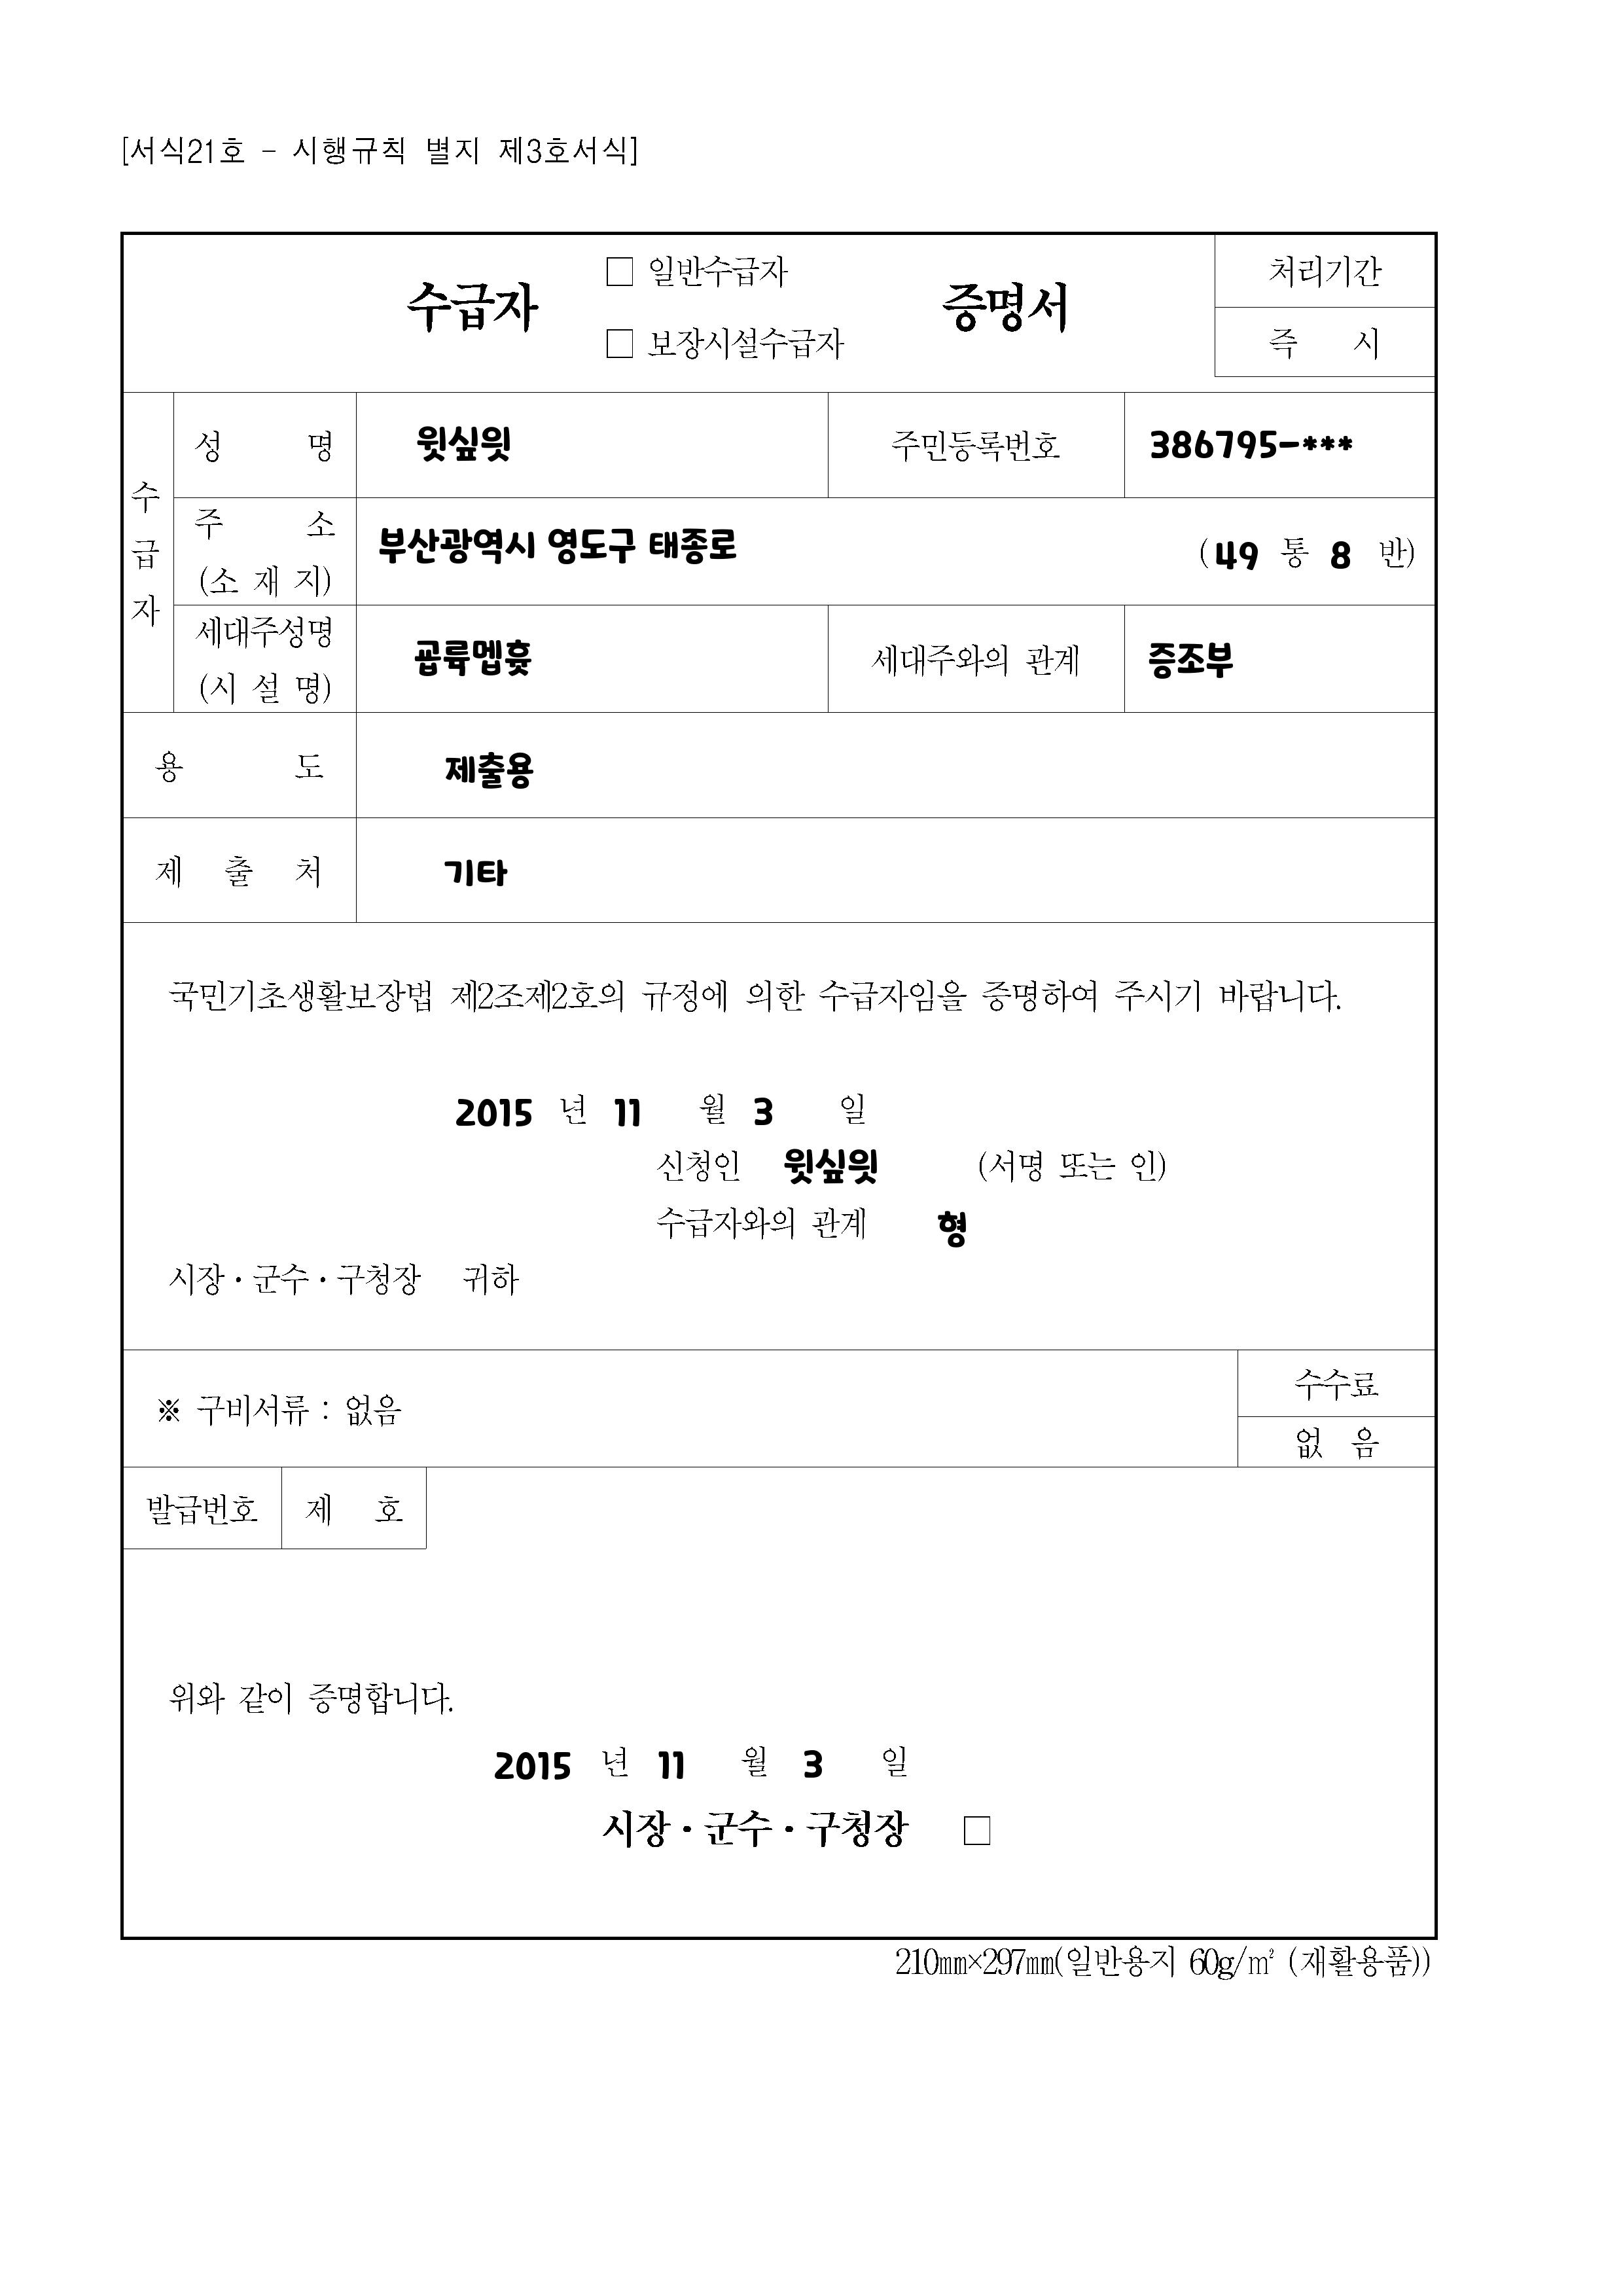 [서식21호 - 시행규칙 별지 제3호서식]
수급자 □ 일반수급자 □ 보장시설수급자 증명서
처리기간
즉 시
수급자
성 명 윗싶읫 주민등록번호 386795-***
주 소 (소 재 지) 부산광역시 영도구 태종로 (49 통 8 반)
세대주성명 (시 설 명) 굡륙멥흋 세대주와의 관계 증조부
용 도 제출용
제 출 처 기타
국민기초생활보장법 제2조제2호의 규정에 의한 수급자임을 증명하여 주시기 바랍니다.
2015 년 11 월 3 일
신청인 윗싶읫 (서명 또는 인)
수급자와의 관계 형
시장·군수·구청장 귀하
※ 구비서류 : 없음
수수료
없 음
발급번호 제 호
위와 같이 증명합니다.
2015 년 11 월 3 일
시장·군수·구청장 □
210㎜×297㎜(일반용지 60g/㎡ (재활용품))